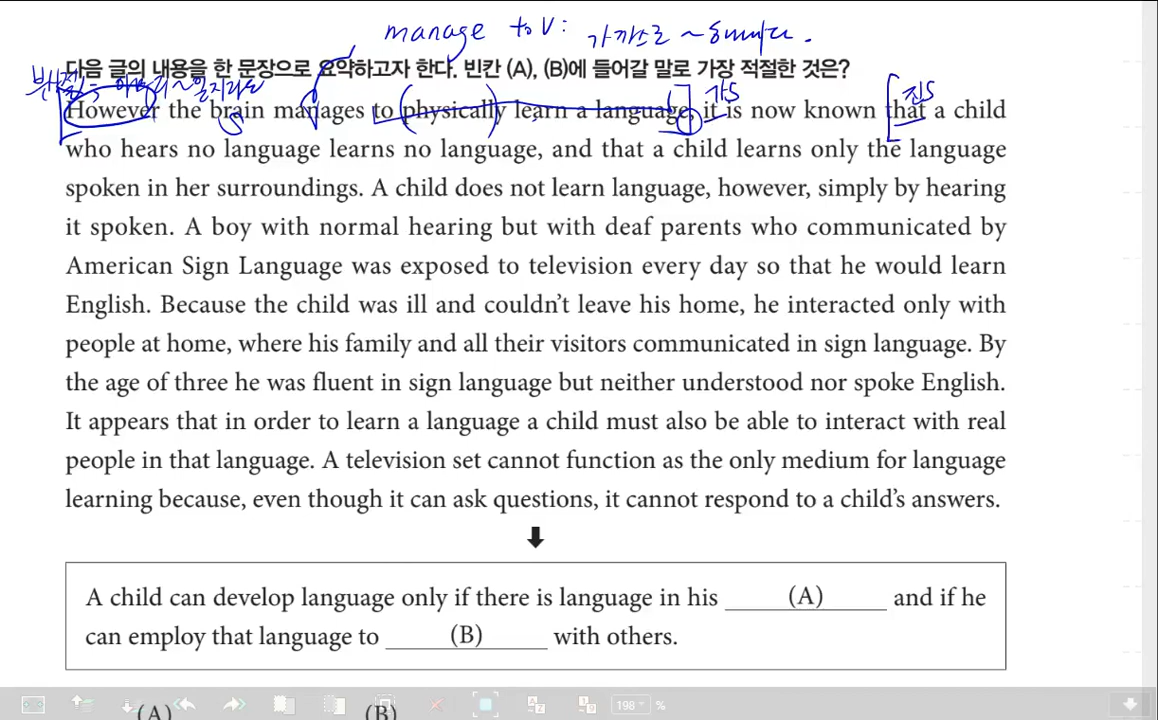 manage to V : 가까스로 ~하다.
다음 글의 내용을 한 문장으로 요약하고자 한다. 빈칸 (A), (B)에 들어갈 말로 가장 적절한 것은?
가S 진S
However the brain manages to physically learn a language, it is now known that a child
S
who hears no language learns no language, and that a child learns only the language
spoken in her surroundings. A child does not learn language, however, simply by hearing
it spoken. A boy with normal hearing but with deaf parents who communicated by
American Sign Language was exposed to television every day so that he would learn
English. Because the child was ill and couldn’t leave his home, he interacted only with
people at home, where his family and all their visitors communicated in sign language. By
the age of three he was fluent in sign language but neither understood nor spoke English.
It appears that in order to learn a language a child must also be able to interact with real
people in that language. A television set cannot function as the only medium for language
learning because, even though it can ask questions, it cannot respond to a child’s answers.
A child can develop language only if there is language in his (A) and if he
can employ that language to (B) with others.
(A) (B)
198 %